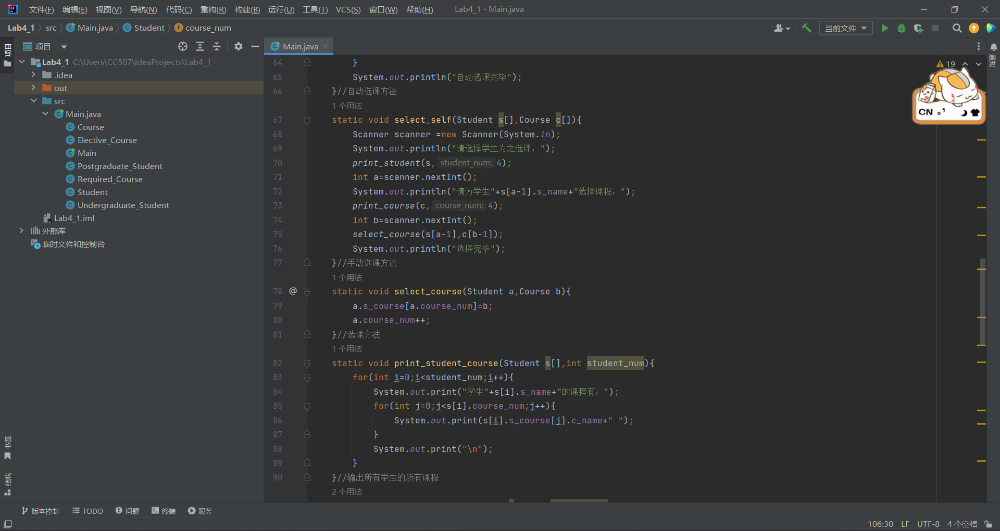 文件(F) 编辑(E) 视图(V) 导航(N) 代码(C) 重构(R) 构建(B) 运行(U) 工具(T) VCS(S) 窗口(W) 帮助(H) Lab4_1 - Main.java
Lab4_1 src Main.java Student course_num 当前文件
项目
项目
Main.java
通知
Lab4_1 C:\Users\CC507\IdeaProjects\Lab4_1
.idea
out
src
Main.java
Course
Elective_Course
Main
Postgraduate_Student
Required_Course
Student
Undergraduate_Student
Lab4_1.iml
外部库
临时文件和控制台
19
CN 。’
64 }
65 System.out.println("自动选课完毕");
66 }//自动选课方法
1 个用法
67 static void select_self(Student s[],Course c[]){
68 Scanner scanner =new Scanner(System.in);
69 System.out.println("请选择学生为之选课：");
70 print_student(s, student_num: 4);
71 int a=scanner.nextInt();
72 System.out.println("请为学生"+s[a-1].s_name+"选择课程：");
73 print_course(c, course_num: 4);
74 int b=scanner.nextInt();
75 select_course(s[a-1],c[b-1]);
76 System.out.println("选择完毕");
77 }//手动选课方法
1 个用法
78 @ static void select_course(Student a,Course b){
79 a.s_course[a.course_num]=b;
80 a.course_num++;
81 }//选课方法
1 个用法
82 static void print_student_course(Student s[],int student_num){
83 for(int i=0;i<student_num;i++){
84 System.out.print("学生"+s[i].s_name+"的课程有：");
85 for(int j=0;j<s[i].course_num;j++){
86 System.out.print(s[i].s_course[j].c_name+" ");
87 }
88 System.out.print("\n");
89 }
90 }//输出所有学生的所有课程
2 个用法
书签
结构
版本控制 TODO 问题 终端 服务
106:30 LF UTF-8 4 个空格